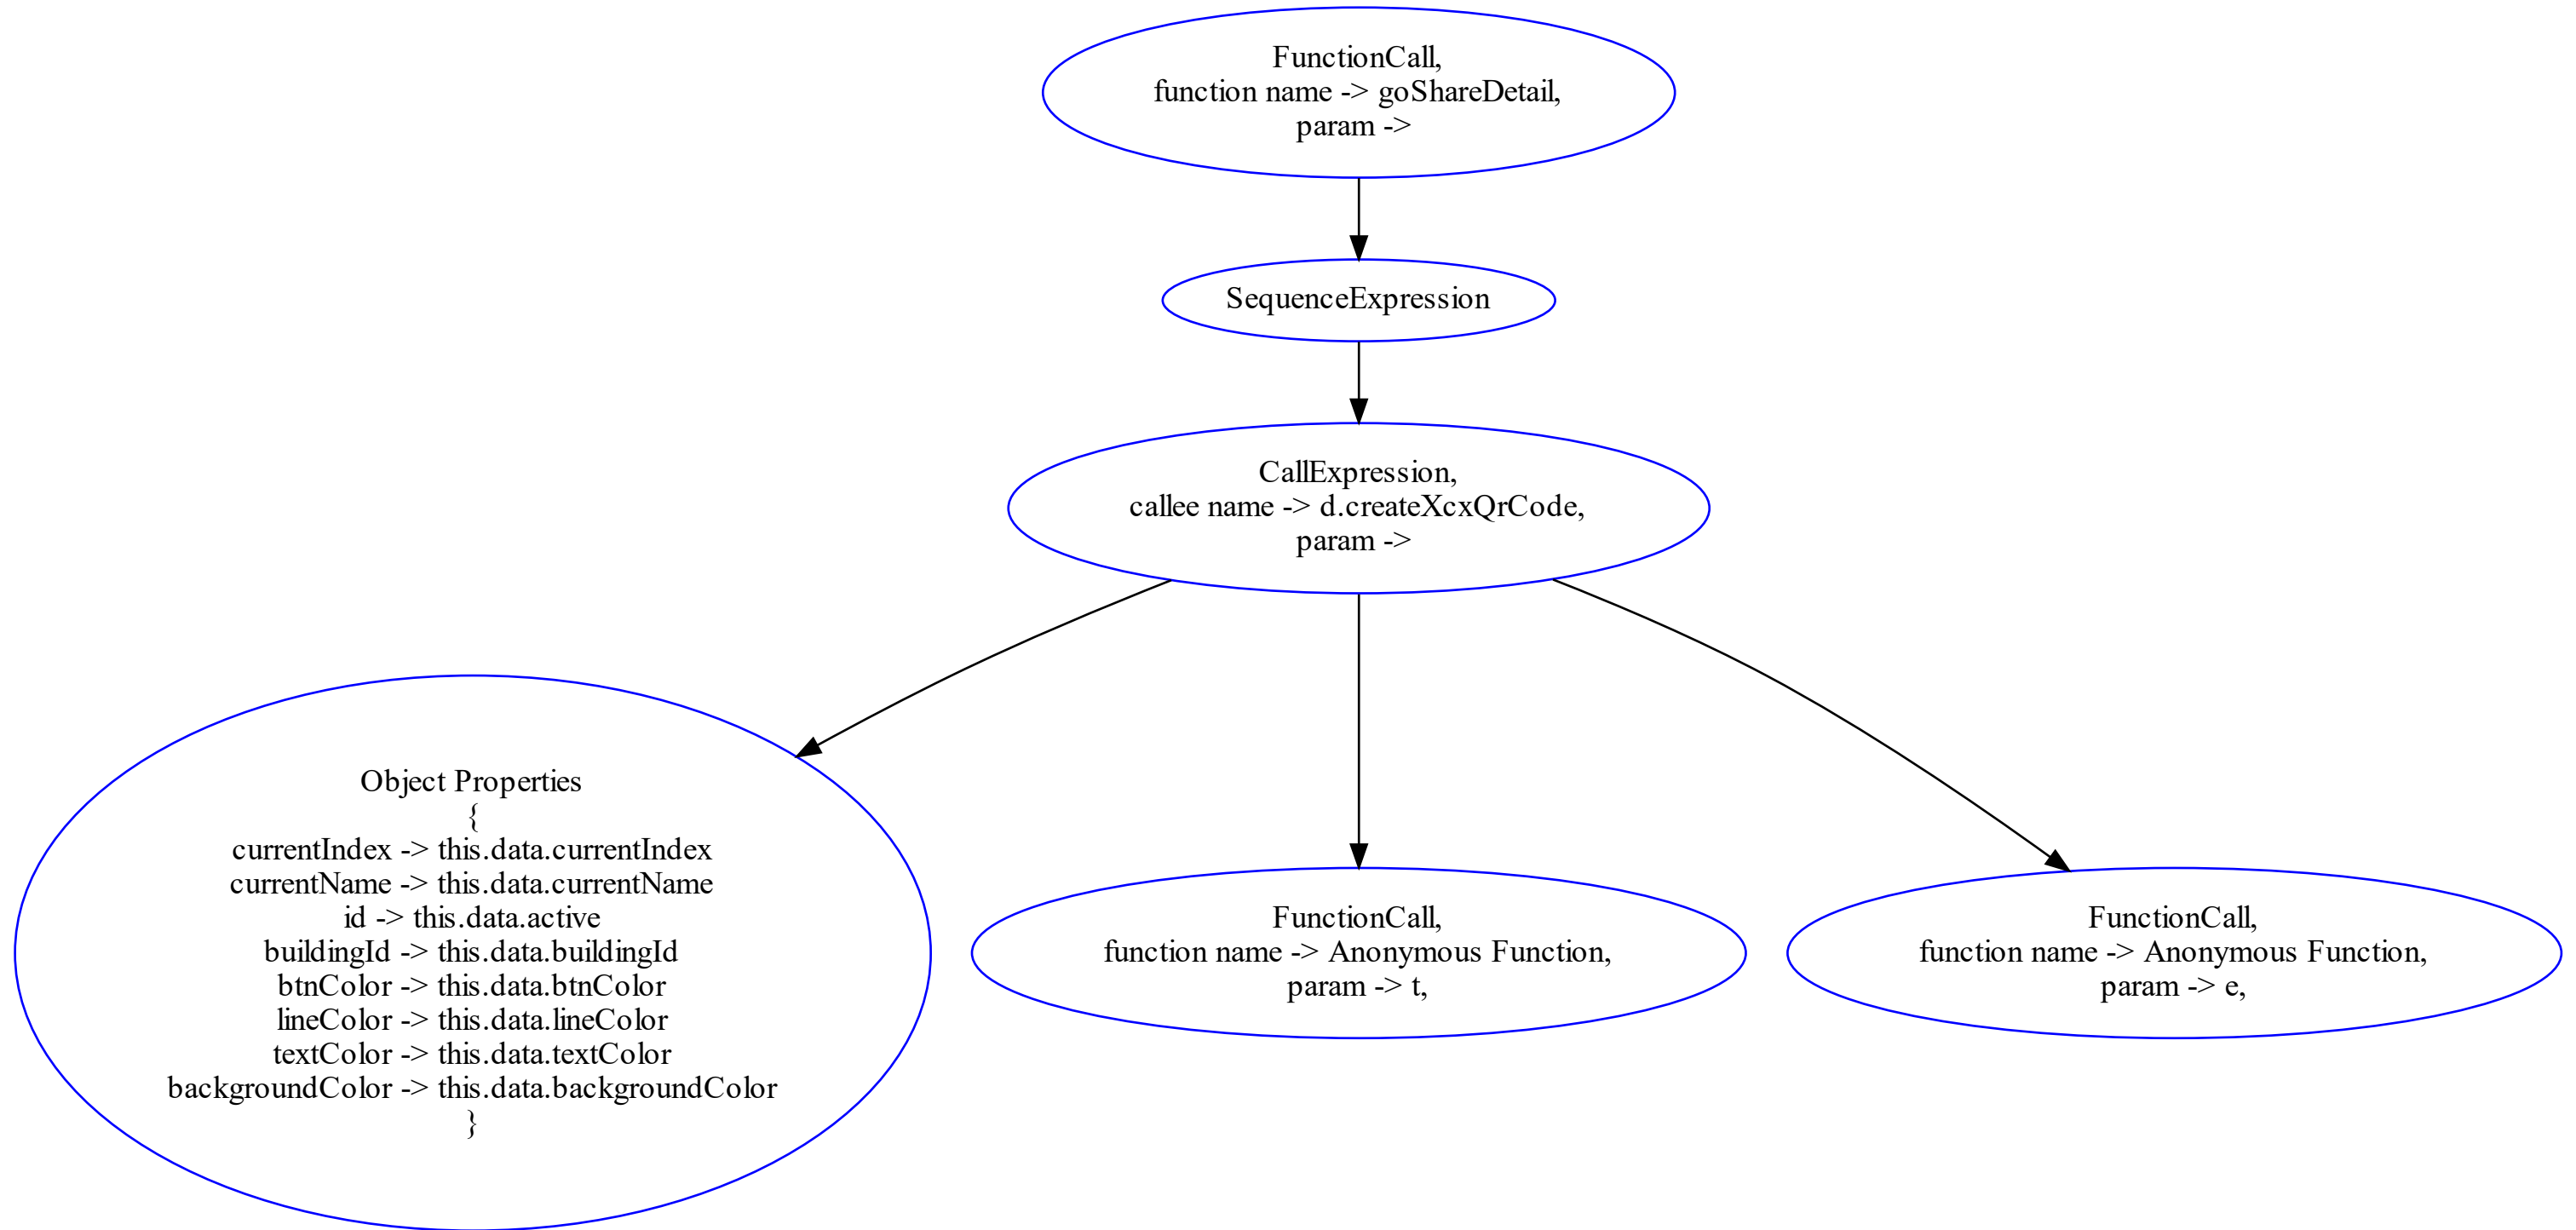 FunctionCall,
function name -> goShareDetail,
param ->
SequenceExpression
CallExpression,
callee name -> d.createXcxQrCode,
param ->
Object Properties
{
currentIndex -> this.data.currentIndex
currentName -> this.data.currentName
id -> this.data.active
buildingId -> this.data.buildingId
btnColor -> this.data.btnColor
lineColor -> this.data.lineColor
textColor -> this.data.textColor
backgroundColor -> this.data.backgroundColor
}
FunctionCall,
function name -> Anonymous Function,
param -> t,
FunctionCall,
function name -> Anonymous Function,
param -> e,